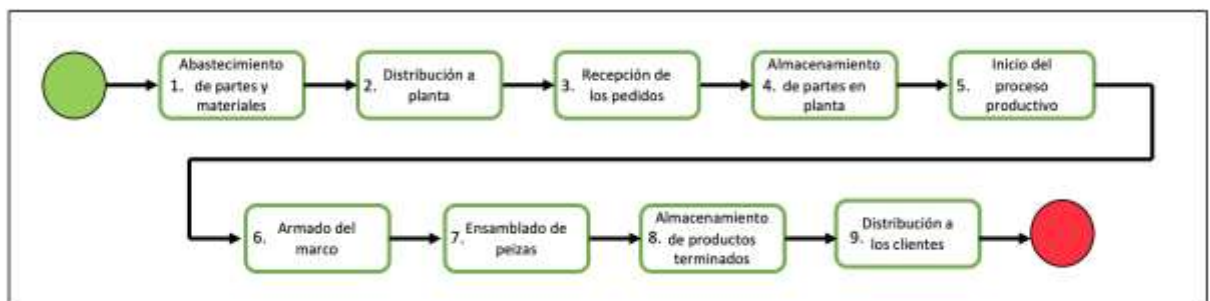 Abastecimiento
1. de partes y
materiales
2. Distribución a
planta
3. Recepción de
los pedidos
Almacenamiento
4. de partes en
planta
Inicio del
5. proceso
productivo
6. Armado del
marco
7. Ensamblado de
peizas
Almacenamiento
8. de productos
terminados
Distribución a
9. los clientes